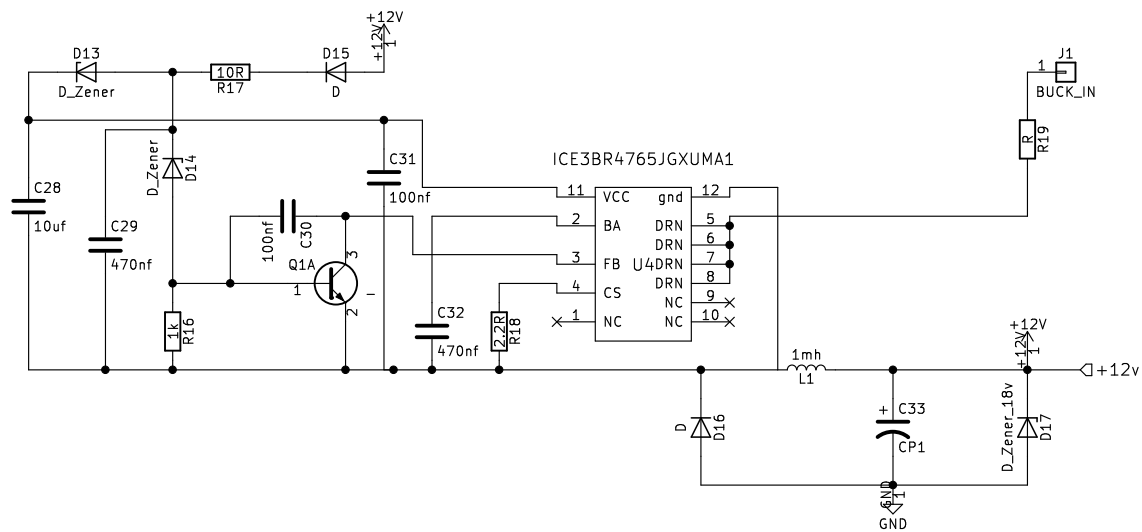 +12V
+12V
1
D13
D_Zener
10R
R17
D15
D
J1
1
BUCK_IN
R
R19
D_Zener
D14
C31
100nf
ICE3BR4765JGXUMA1
C28
10uf
C29
470nf
100nf
C30
Q1A
1
3
2
–
1k
R16
C32
470nf
2.2R
R18
11
VCC
gnd
12
2
BA
DRN
5
DRN
6
3
FB
U4
DRN
7
4
CS
DRN
8
NC
9
1
NC
NC
10
1mh
L1
+12V
+12V
1
+12v
D
D16
+
C33
CP1
D_Zener_18v
D17
GND
1
GND